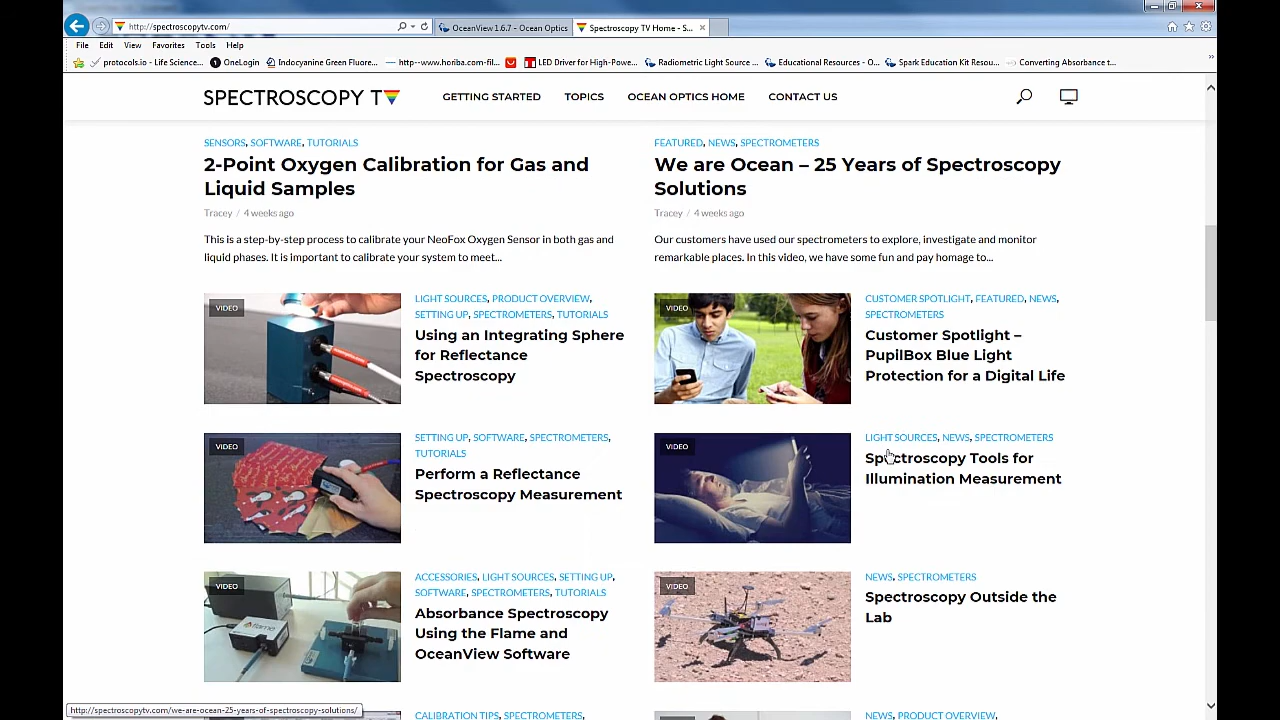 http://spectroscopytv.com/
OceanView 1.6.7 - Ocean Optics
Spectroscopy TV Home - S...
File Edit View Favorites Tools Help
protocols.io - Life Science...
OneLogin
Indocyanine Green Fluore...
http--www.horiba.com-fil...
LED Driver for High-Powe...
Radiometric Light Source ...
Educational Resources - O...
Spark Education Kit Resou...
Converting Absorbance t...
SPECTROSCOPY TV
GETTING STARTED TOPICS OCEAN OPTICS HOME CONTACT US
SENSORS, SOFTWARE, TUTORIALS
2-Point Oxygen Calibration for Gas and
Liquid Samples
Tracey / 4 weeks ago
This is a step-by-step process to calibrate your NeoFox Oxygen Sensor in both gas and
liquid phases. It is important to calibrate your system to meet...
FEATURED, NEWS, SPECTROMETERS
We are Ocean – 25 Years of Spectroscopy
Solutions
Tracey / 4 weeks ago
Our customers have used our spectrometers to explore, investigate and monitor
remarkable places. In this video, we have some fun and pay homage to...
VIDEO
LIGHT SOURCES, PRODUCT OVERVIEW,
SETTING UP, SPECTROMETERS, TUTORIALS
Using an Integrating Sphere
for Reflectance
Spectroscopy
VIDEO
CUSTOMER SPOTLIGHT, FEATURED, NEWS,
SPECTROMETERS
Customer Spotlight –
PupilBox Blue Light
Protection for a Digital Life
VIDEO
SETTING UP, SOFTWARE, SPECTROMETERS,
TUTORIALS
Perform a Reflectance
Spectroscopy Measurement
VIDEO
LIGHT SOURCES, NEWS, SPECTROMETERS
Spectroscopy Tools for
Illumination Measurement
VIDEO
flame
ACCESSORIES, LIGHT SOURCES, SETTING UP,
SOFTWARE, SPECTROMETERS, TUTORIALS
Absorbance Spectroscopy
Using the Flame and
OceanView Software
VIDEO
NEWS, SPECTROMETERS
Spectroscopy Outside the
Lab
http://spectroscopytv.com/we-are-ocean-25-years-of-spectroscopy-solutions/
CALIBRATION TIPS, SPECTROMETERS,
NEWS, PRODUCT OVERVIEW,